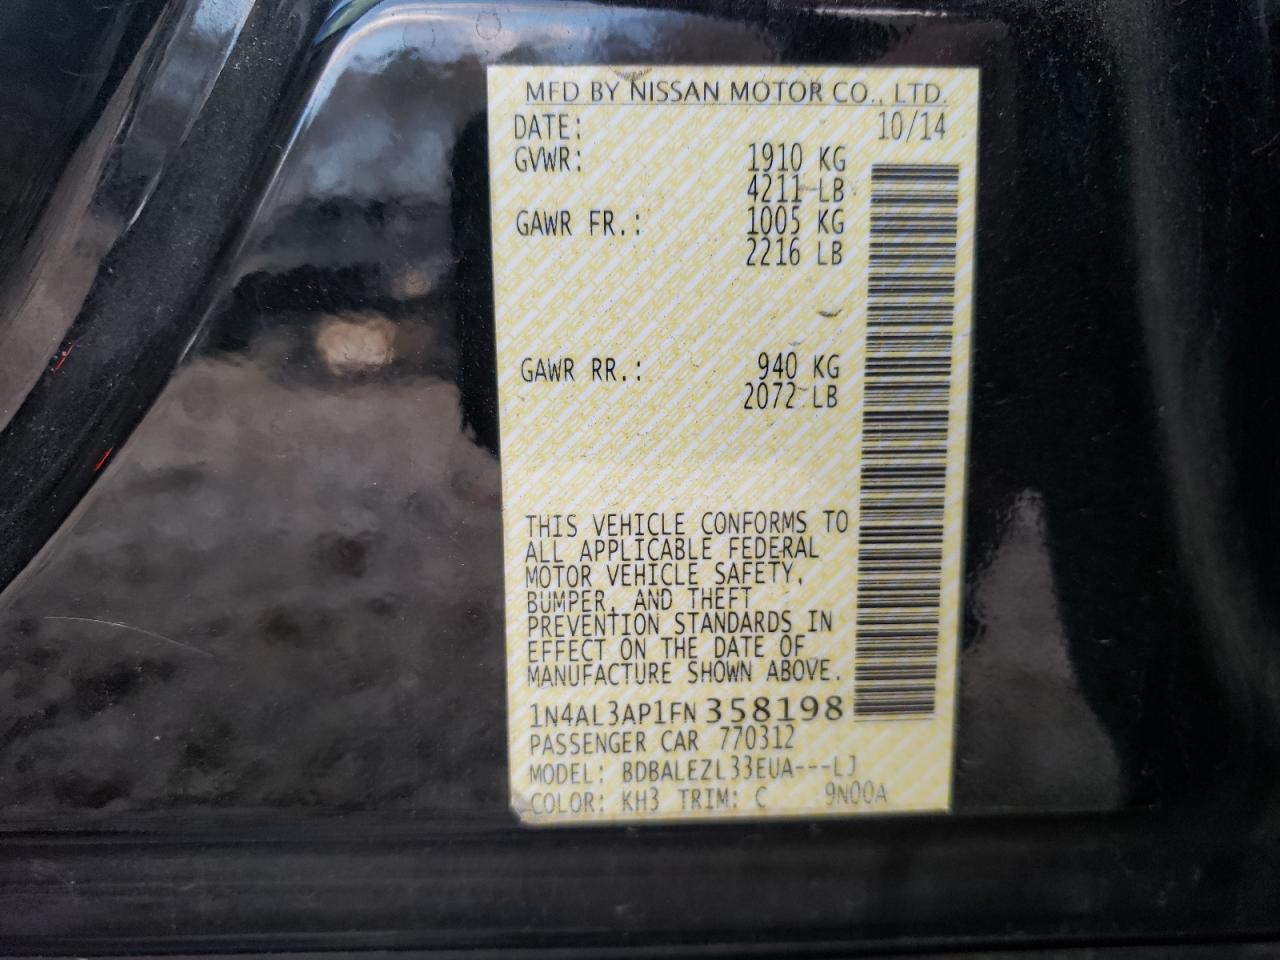 MFD BY NISSAN MOTOR CO., LTD.
DATE: 10/14
GVWR: 1910 KG
4211 LB
GAWR FR.: 1005 KG
2216 LB
GAWR RR.: 940 KG
2072 LB
THIS VEHICLE CONFORMS TO
ALL APPLICABLE FEDERAL
MOTOR VEHICLE SAFETY,
BUMPER, AND THEFT
PREVENTION STANDARDS IN
EFFECT ON THE DATE OF
MANUFACTURE SHOWN ABOVE.
1N4AL3AP1FN358198
PASSENGER CAR 770312
MODEL: BDBALEZL33EUA---LJ
COLOR: KH3 TRIM: C 9N00A